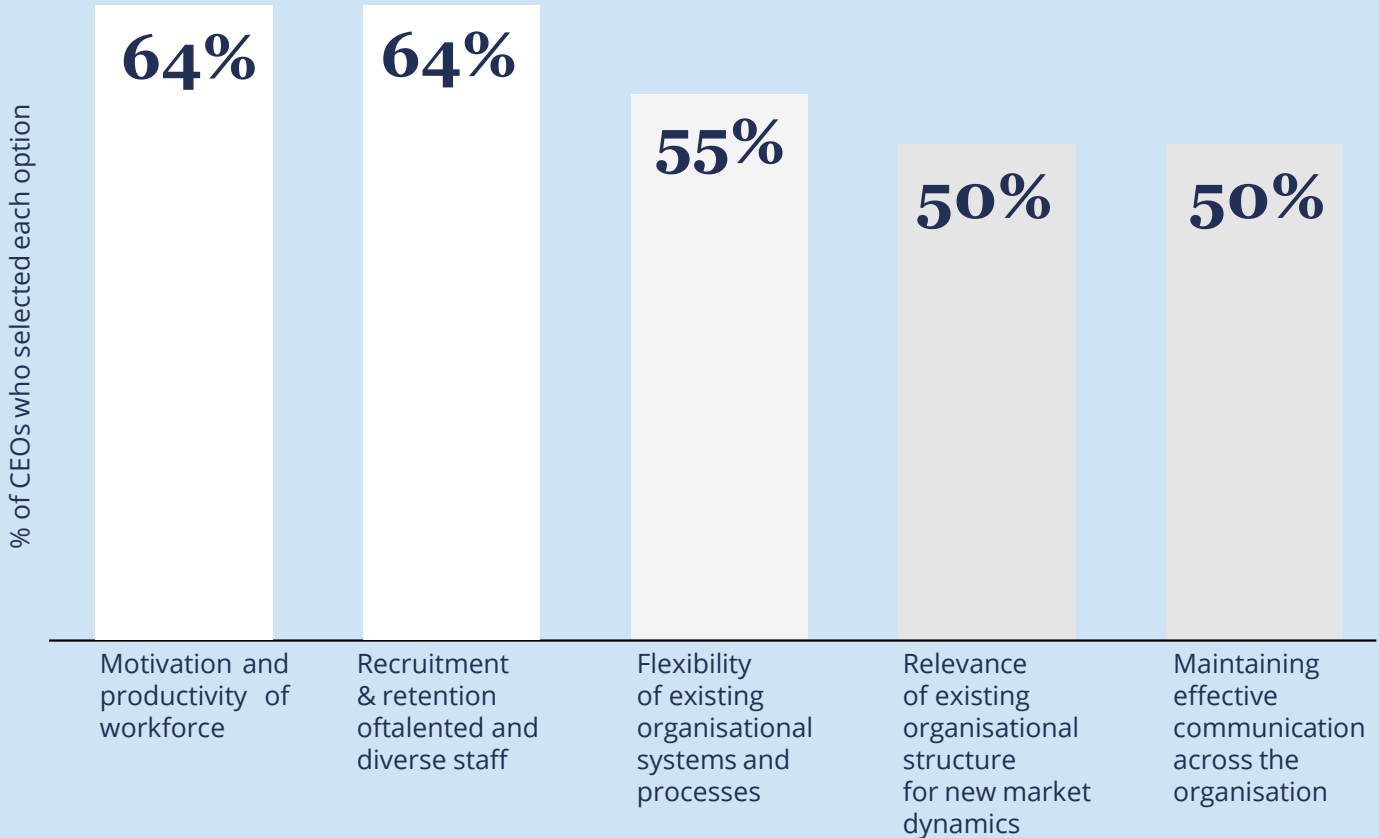 % of CEOs who selected each option
64%
64%
55%
50%
50%
Motivation and
productivity of
workforce
Recruitment
& retention
oftalented and
diverse staff
Flexibility
of existing
organisational
systems and
processes
Relevance
of existing
organisational
structure
for new market
dynamics
Maintaining
effective
communication
across the
organisation